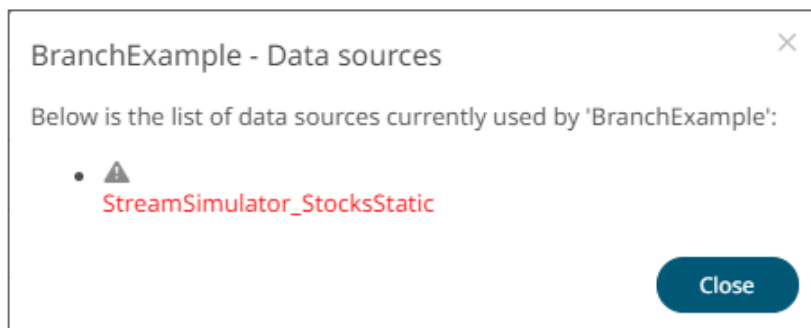 BranchExample - Data sources
Below is the list of data sources currently used by 'BranchExample':
StreamSimulator_StocksStatic
Close